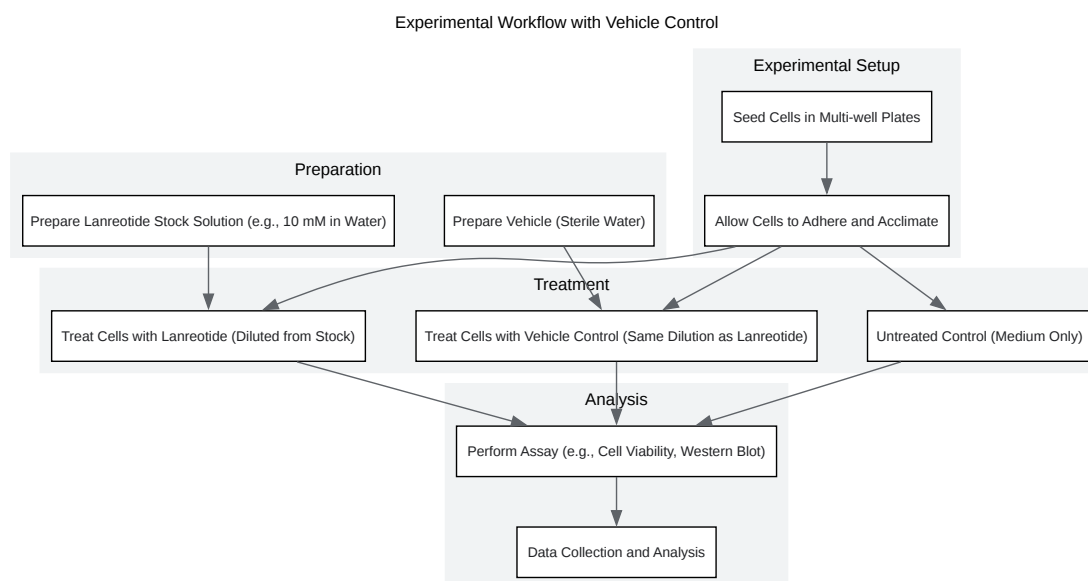 Experimental Workflow with Vehicle Control
Experimental Setup
Seed Cells in Multi-well Plates
Preparation
Prepare Lanreotide Stock Solution (e.g., 10 mM in Water)
Prepare Vehicle (Sterile Water)
Allow Cells to Adhere and Acclimate
Treatment
Treat Cells with Lanreotide (Diluted from Stock)
Treat Cells with Vehicle Control (Same Dilution as Lanreotide)
Untreated Control (Medium Only)
Analysis
Perform Assay (e.g., Cell Viability, Western Blot)
Data Collection and Analysis